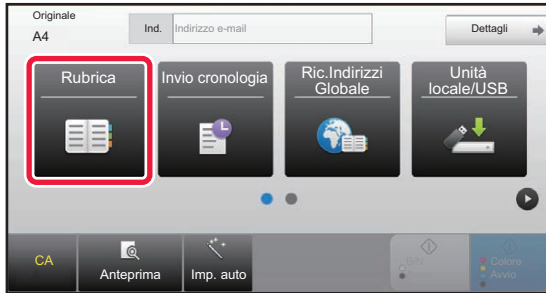 Originale
A4
Ind.
Indirizzo e-mail
Dettagli
Rubrica
Invio cronologia
Ric.Indirizzi
Globale
Unità
locale/USB
CA
Anteprima
Imp. auto
B/N
Colore
Avvio